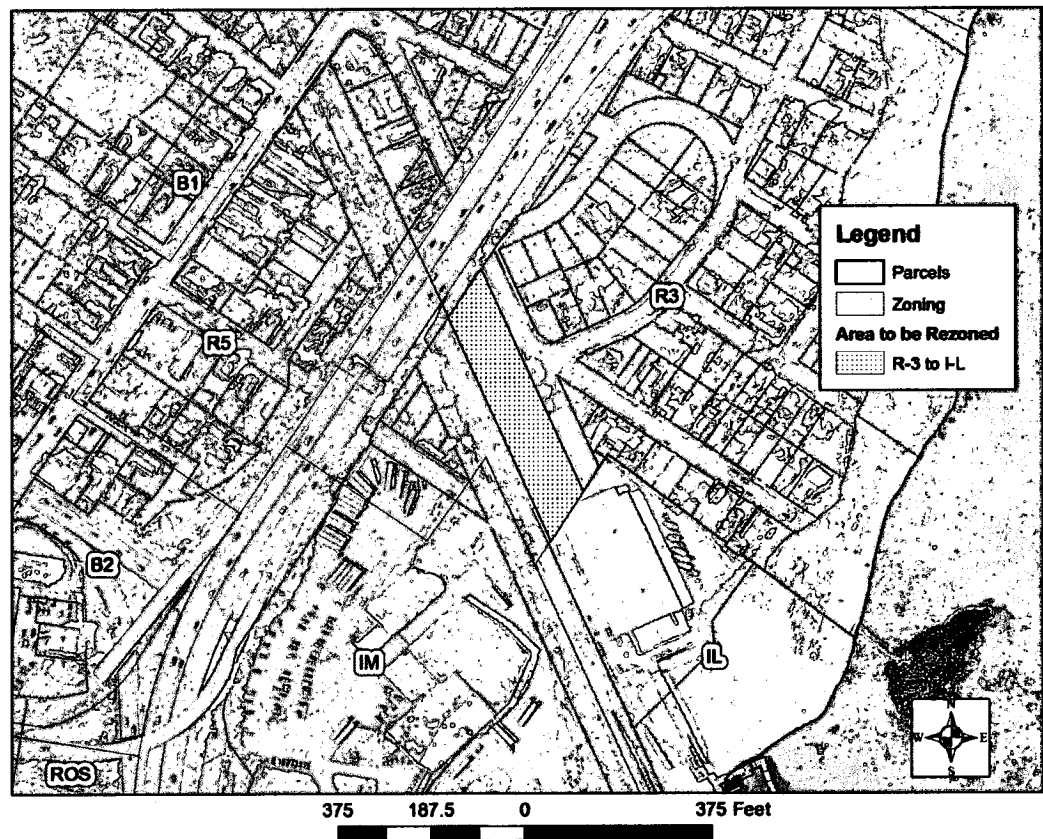 B1
R5
B2
IM
ROS
R3
IL
Legend
Parcels
Zoning
Area to be Rezoned
R-3 to I-L
N
W E
S
375 187.5 0 375 Feet